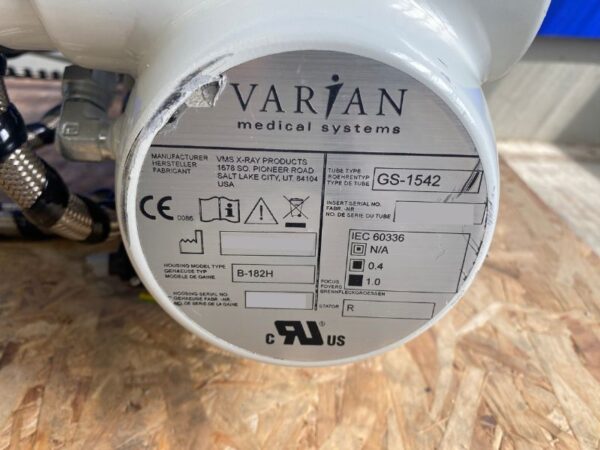 VARIAN
medical systems
MANUFACTURER
HERSTELLER
FABRICANT
VMS X-RAY PRODUCTS
1678 SO. PIONEER ROAD
SALT LAKE CITY, UT. 84104
USA
CE 0086
HOUSING MODEL TYPE
GEHAEUSE TYP
MODELE DE GAINE
B-182H
HOUSING SERIAL NO.
GEHAEUSE FABR. -NR.
NO. DE SERIE DE LA GAINE
TUBE TYPE
ROEHRENTYP
TYPE DE TUBE
GS-1542
INSERT SERIAL NO.
FABR. -NR.
NO. DE SERIE DU TUBE
IEC 60336
N/A
0.4
1.0
FOCUS
FOYERS
BRENNFLECKGROESSEN
STATOR
R
C RU US